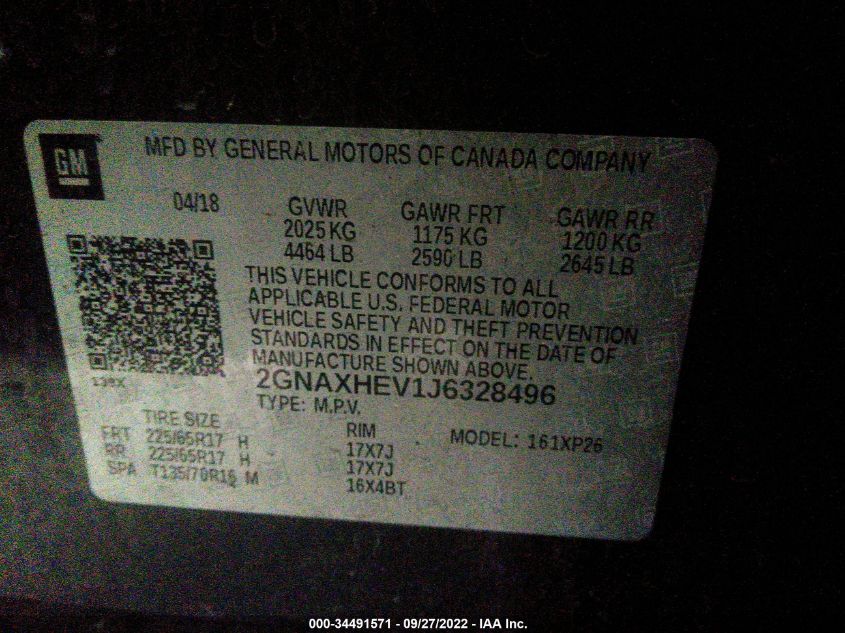 GM
MFD BY GENERAL MOTORS OF CANADA COMPANY
04/18 GVWR GAWR FRT GAWR RR
2025 KG 1175 KG 1200 KG
4464 LB 2590 LB 2645 LB
THIS VEHICLE CONFORMS TO ALL
APPLICABLE U.S. FEDERAL MOTOR
VEHICLE SAFETY AND THEFT PREVENTION
STANDARDS IN EFFECT ON THE DATE OF
MANUFACTURE SHOWN ABOVE.
2GNAXHEV1J6328496
TYPE: M.P.V.
TIRE SIZE RIM MODEL: 161XP26
FRT 225/65R17 H 17X7J
RR 225/65R17 H 17X7J
SPA T135/70R16 M 16X4BT
000-34491571 - 09/27/2022 - IAA Inc.